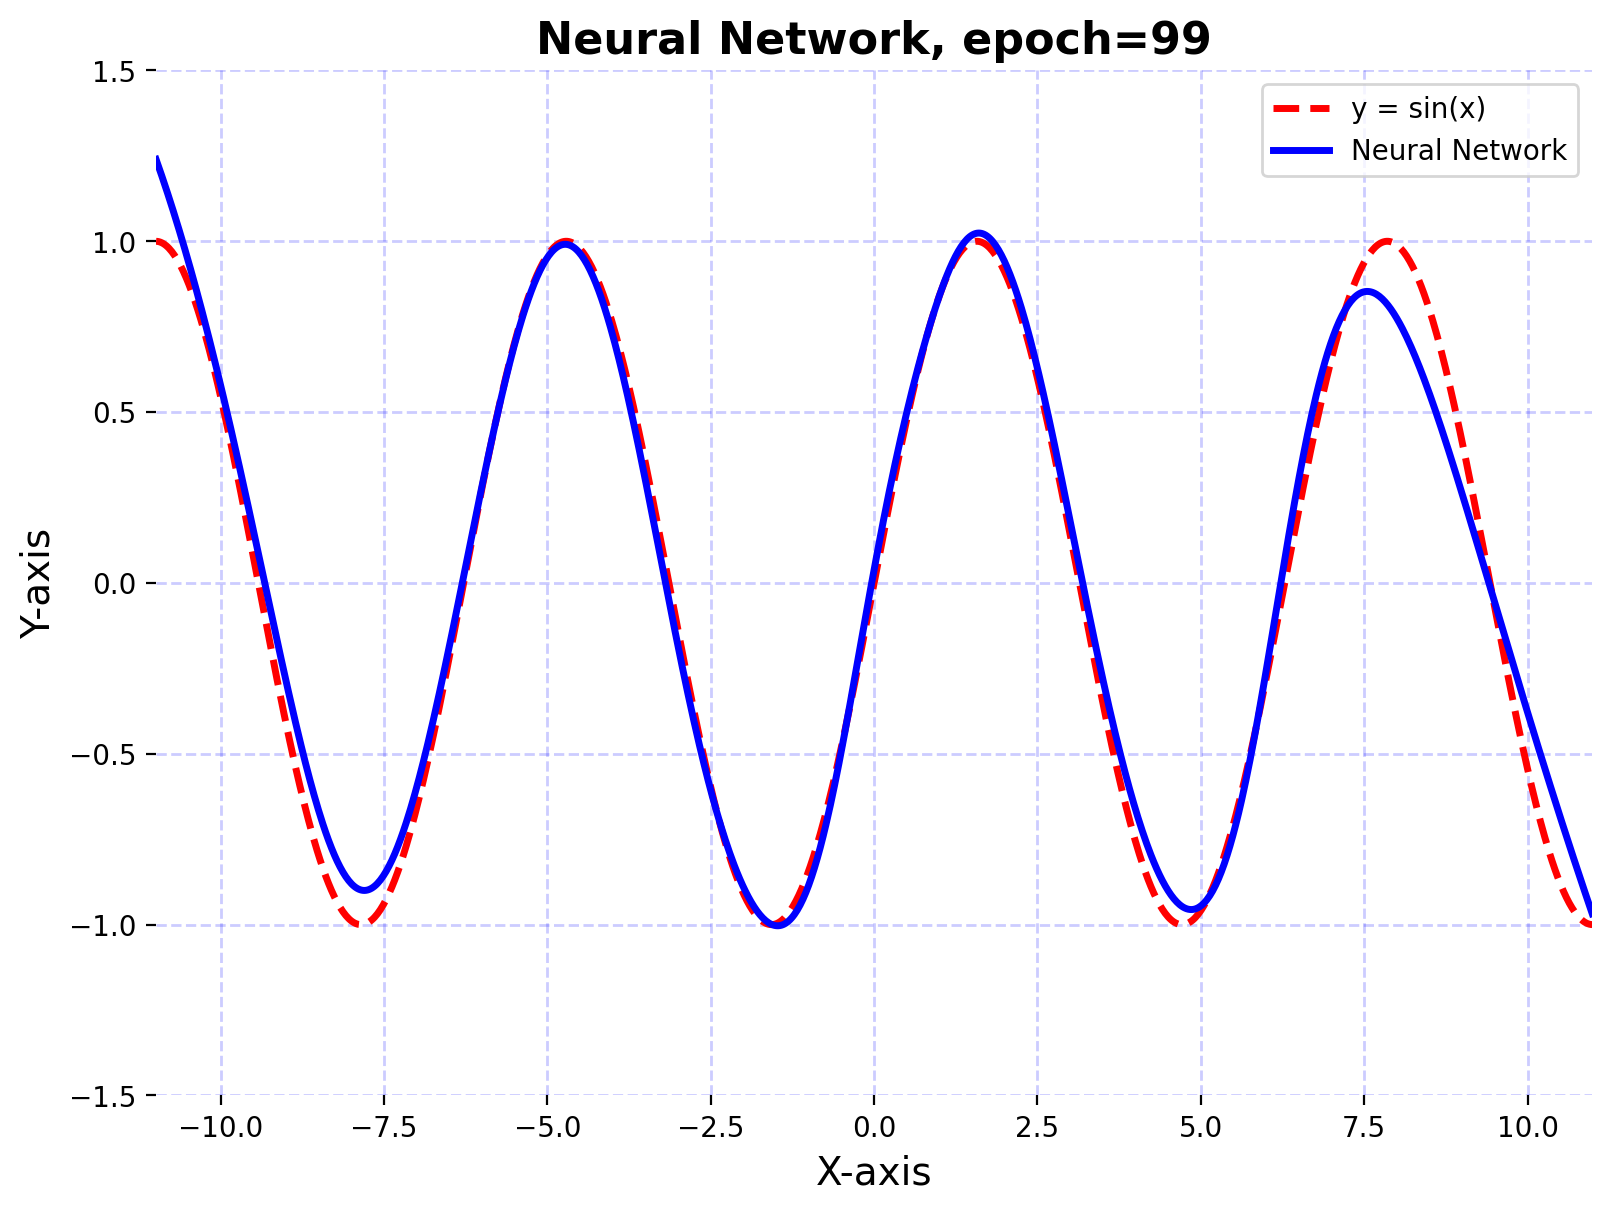 Neural Network, epoch=99
1.5
1.0
0.5
0.0
−0.5
−1.0
−1.5
Y-axis
y = sin(x)
Neural Network
−10.0 −7.5 −5.0 −2.5 0.0 2.5 5.0 7.5 10.0
X-axis